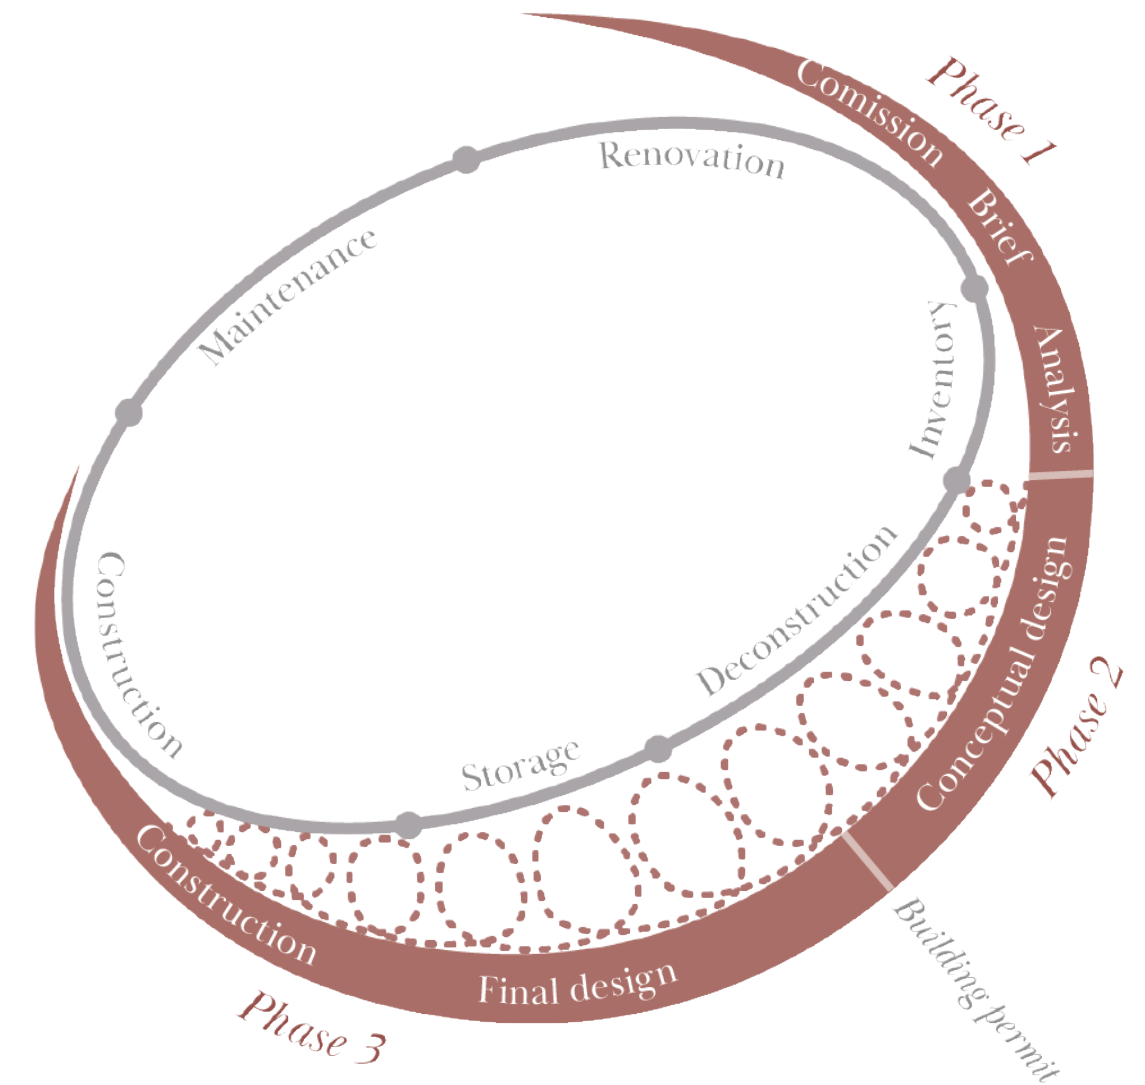 Phase 1
Comission
Brief
Analysis
Renovation
Maintenance
Inventory
Deconstruction
Storage
Construction
Conceptual design
Phase 2
Building permit
Final design
Construction
Phase 3